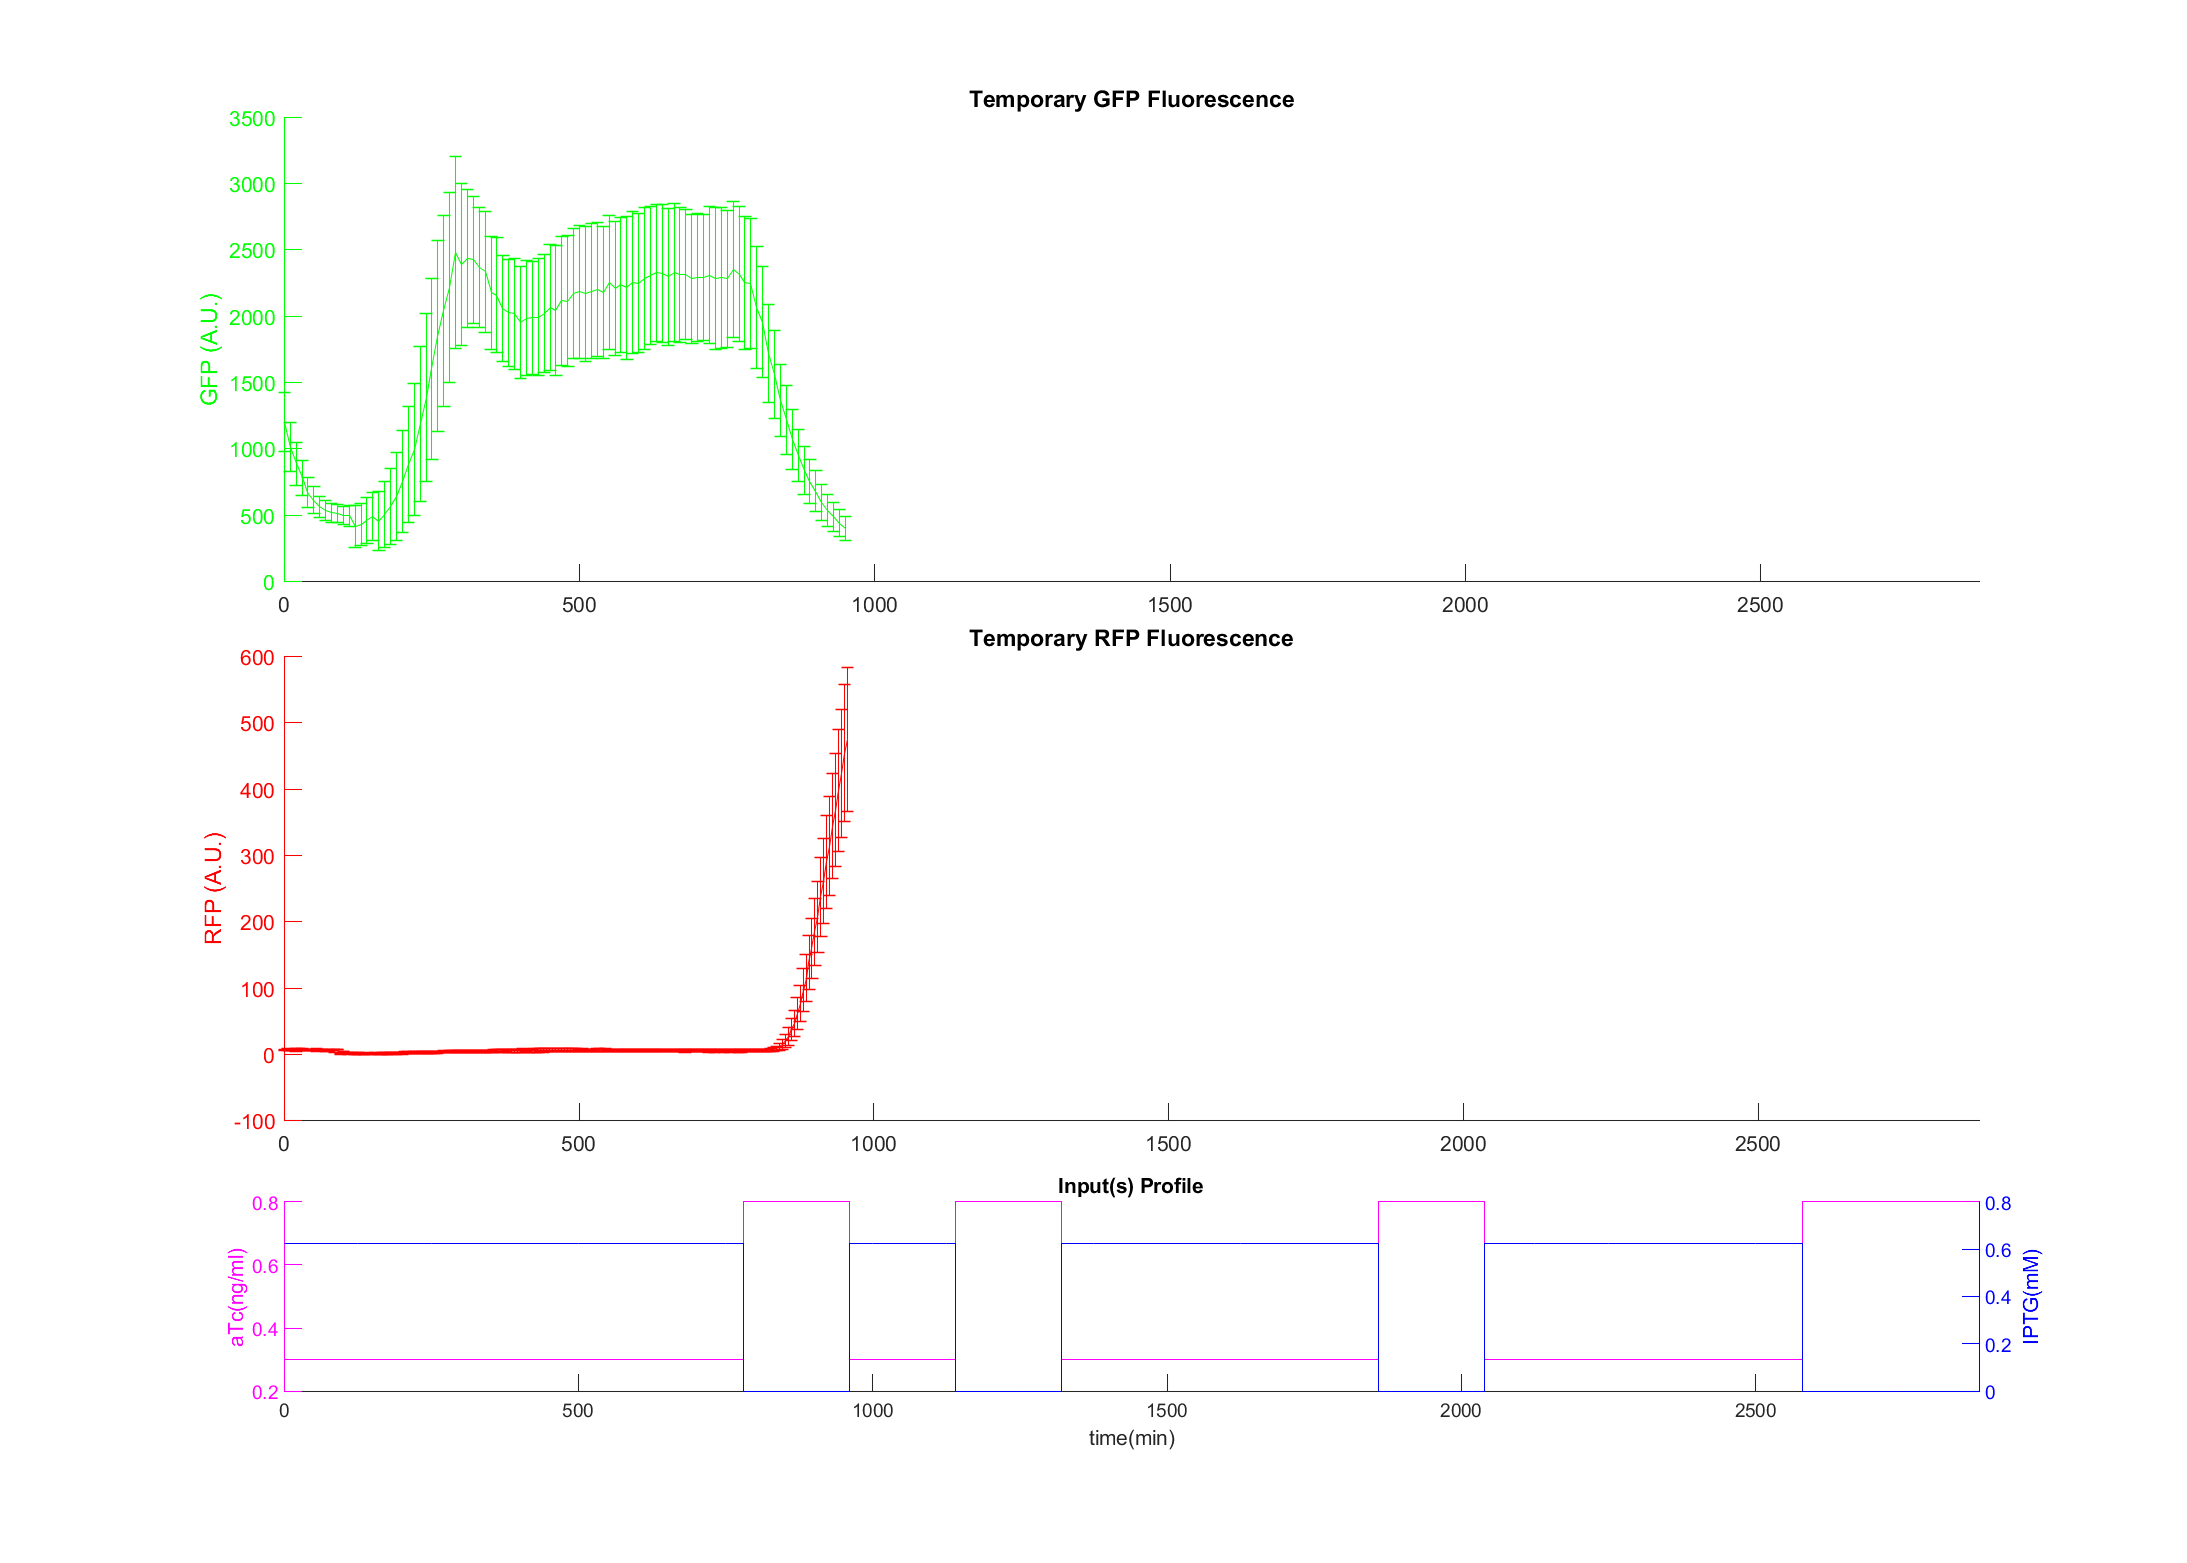 Temporary GFP Fluorescence
3500
3000
2500
2000
1500
1000
500
0
GFP (A.U.)
0 500 1000 1500 2000 2500
Temporary RFP Fluorescence
600
500
400
300
200
100
0
-100
RFP (A.U.)
0 500 1000 1500 2000 2500
Input(s) Profile
0.8
0.6
0.4
0.2
aTc(ng/ml)
0.8
0.6
0.4
0.2
0
IPTG(mM)
0 500 1000 1500 2000 2500
time(min)